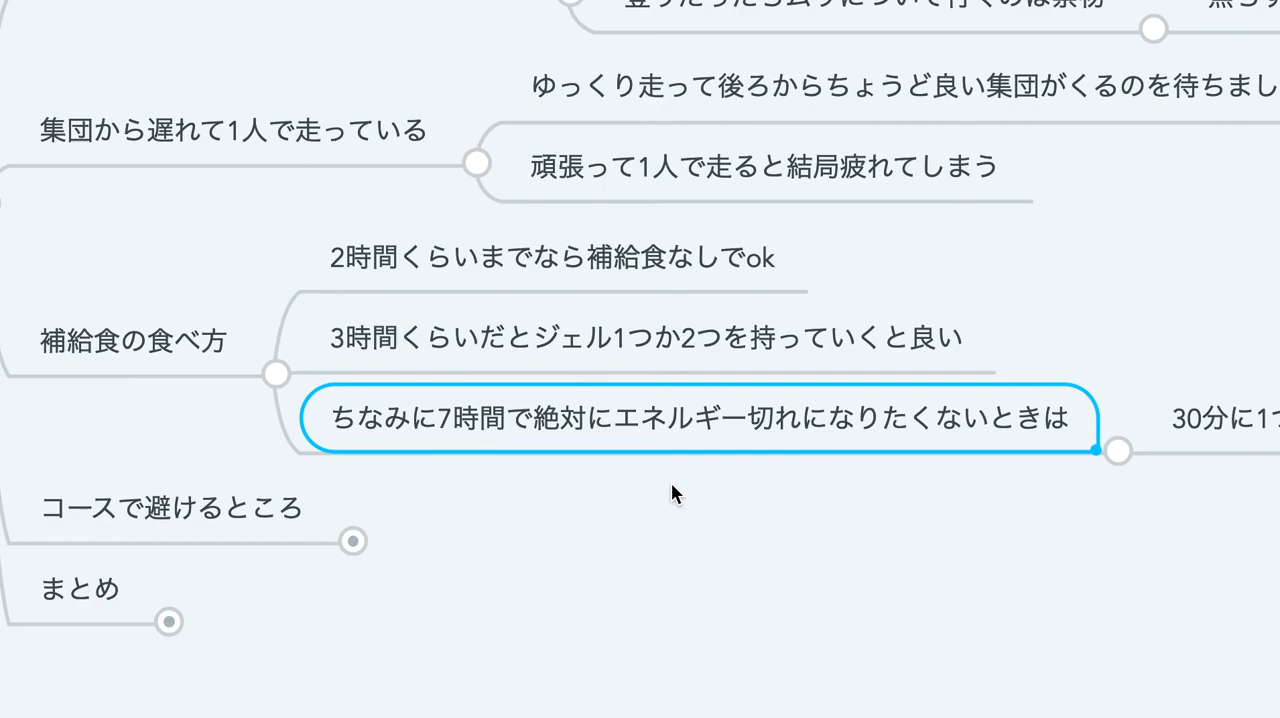 集団から遅れて1人で走っている
ゆっくり走って後ろからちょうど良い集団がくるのを待ちまし
頑張って1人で走ると結局疲れてしまう
補給食の食べ方
2時間くらいまでなら補給食なしでok
3時間くらいだとジェル1つか2つを持っていくと良い
ちなみに7時間で絶対にエネルギー切れになりたくないときは
30分に1
コースで避けるところ
まとめ